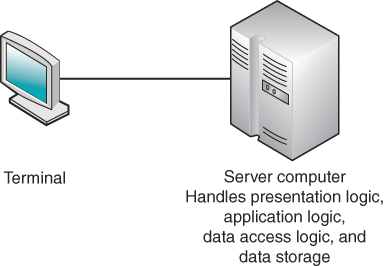 Terminal
Server computer
Handles presentation logic,
application logic,
data access logic, and
data storage